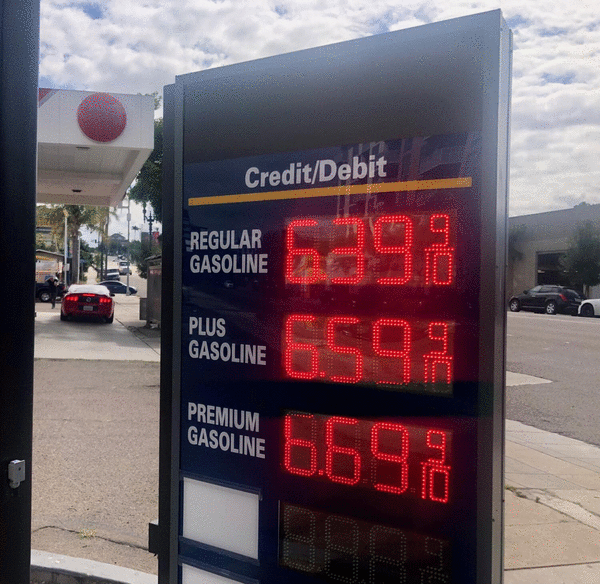 Credit/Debit
REGULAR
GASOLINE
6.39 9/10
PLUS
GASOLINE
6.59 9/10
PREMIUM
GASOLINE
6.69 9/10